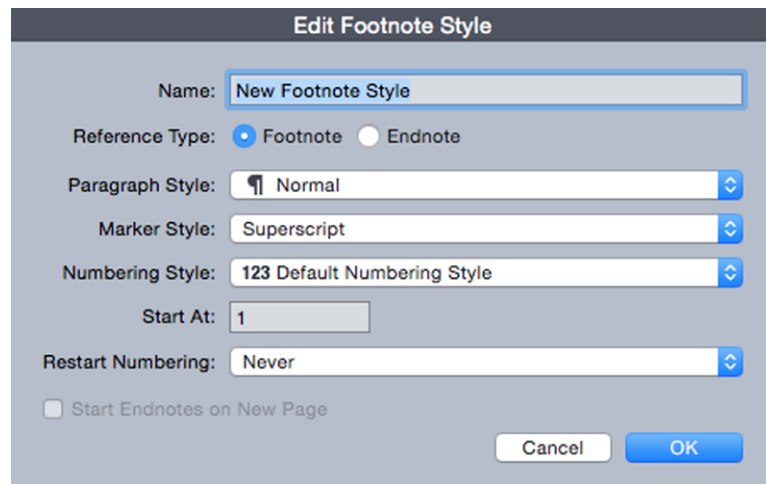 Edit Footnote Style
Name: New Footnote Style
Reference Type: Footnote Endnote
Paragraph Style: ¶ Normal
Marker Style: Superscript
Numbering Style: 123 Default Numbering Style
Start At: 1
Restart Numbering: Never
Start Endnotes on New Page
Cancel OK